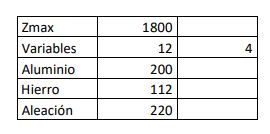 Zmax 1800
Variables 12 4
Aluminio 200
Hierro 112
Aleación 220